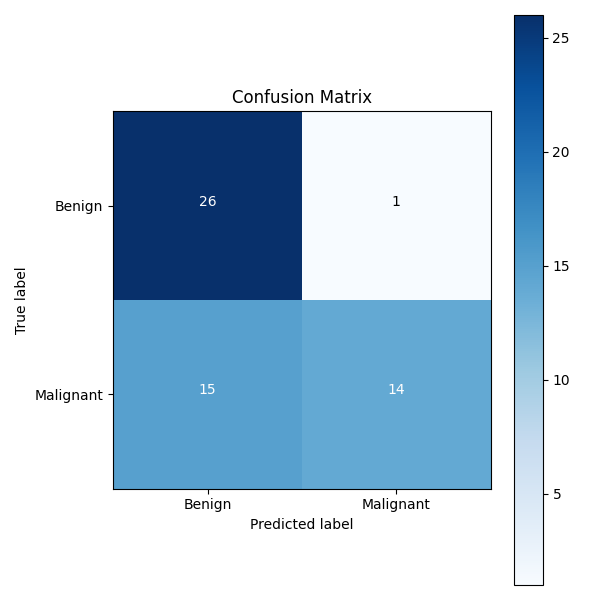 Confusion Matrix
True label
Benign
Malignant
26
1
15
14
Benign
Malignant
Predicted label
25
20
15
10
5